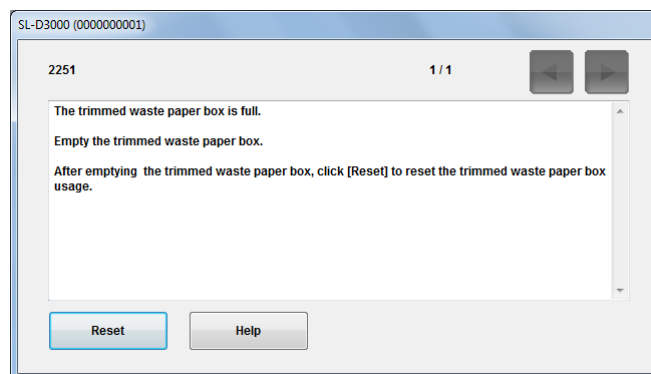 SL-D3000 (0000000001)
2251 1 / 1
The trimmed waste paper box is full.
Empty the trimmed waste paper box.
After emptying  the trimmed waste paper box, click [Reset] to reset the trimmed waste paper box
usage.
Reset Help